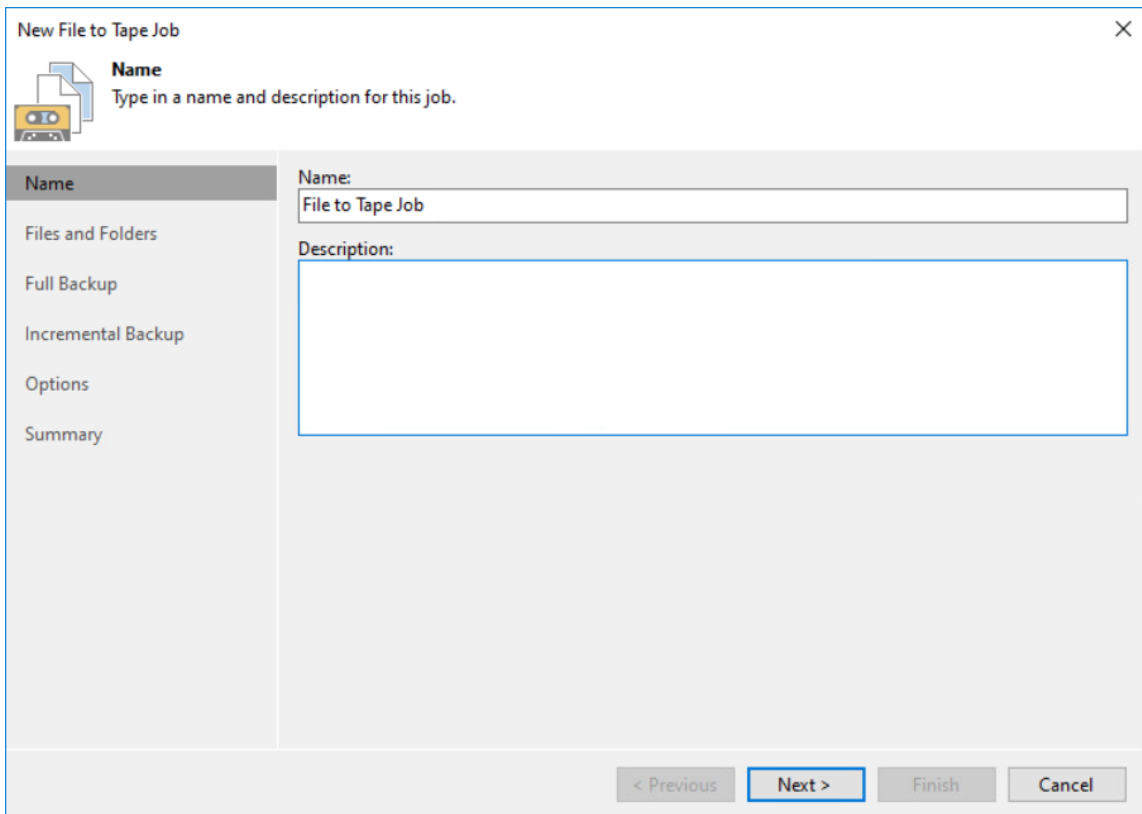 New File to Tape Job
Name
Type in a name and description for this job.
Name
Files and Folders
Full Backup
Incremental Backup
Options
Summary
Name:
File to Tape Job
Description:
< Previous
Next >
Finish
Cancel